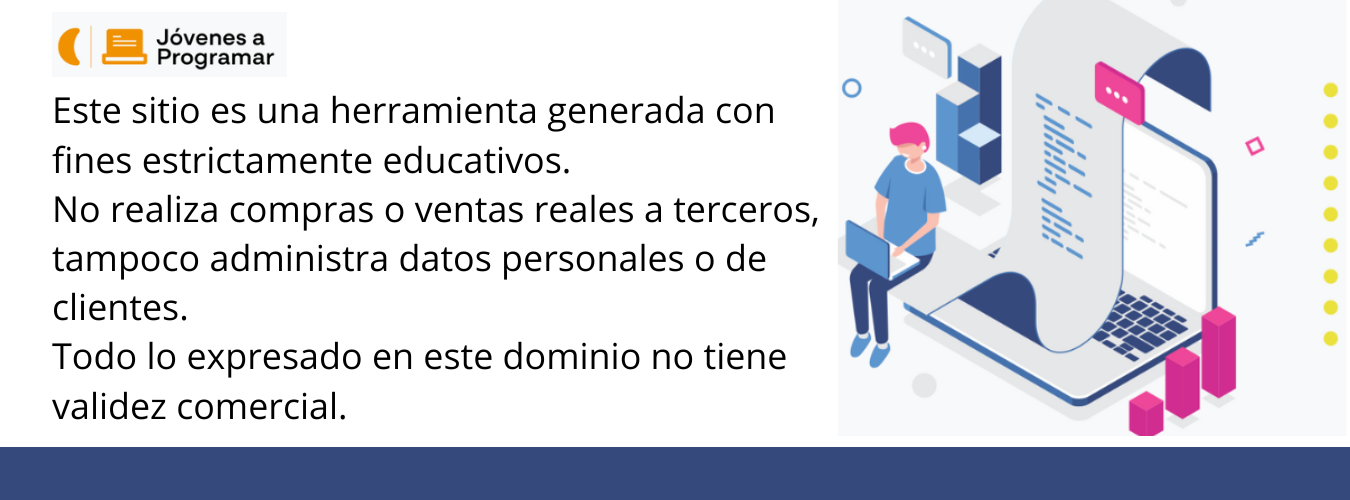 Jóvenes a
Programar
Este sitio es una herramienta generada con
fines estrictamente educativos.
No realiza compras o ventas reales a terceros,
tampoco administra datos personales o de
clientes.
Todo lo expresado en este dominio no tiene
validez comercial.